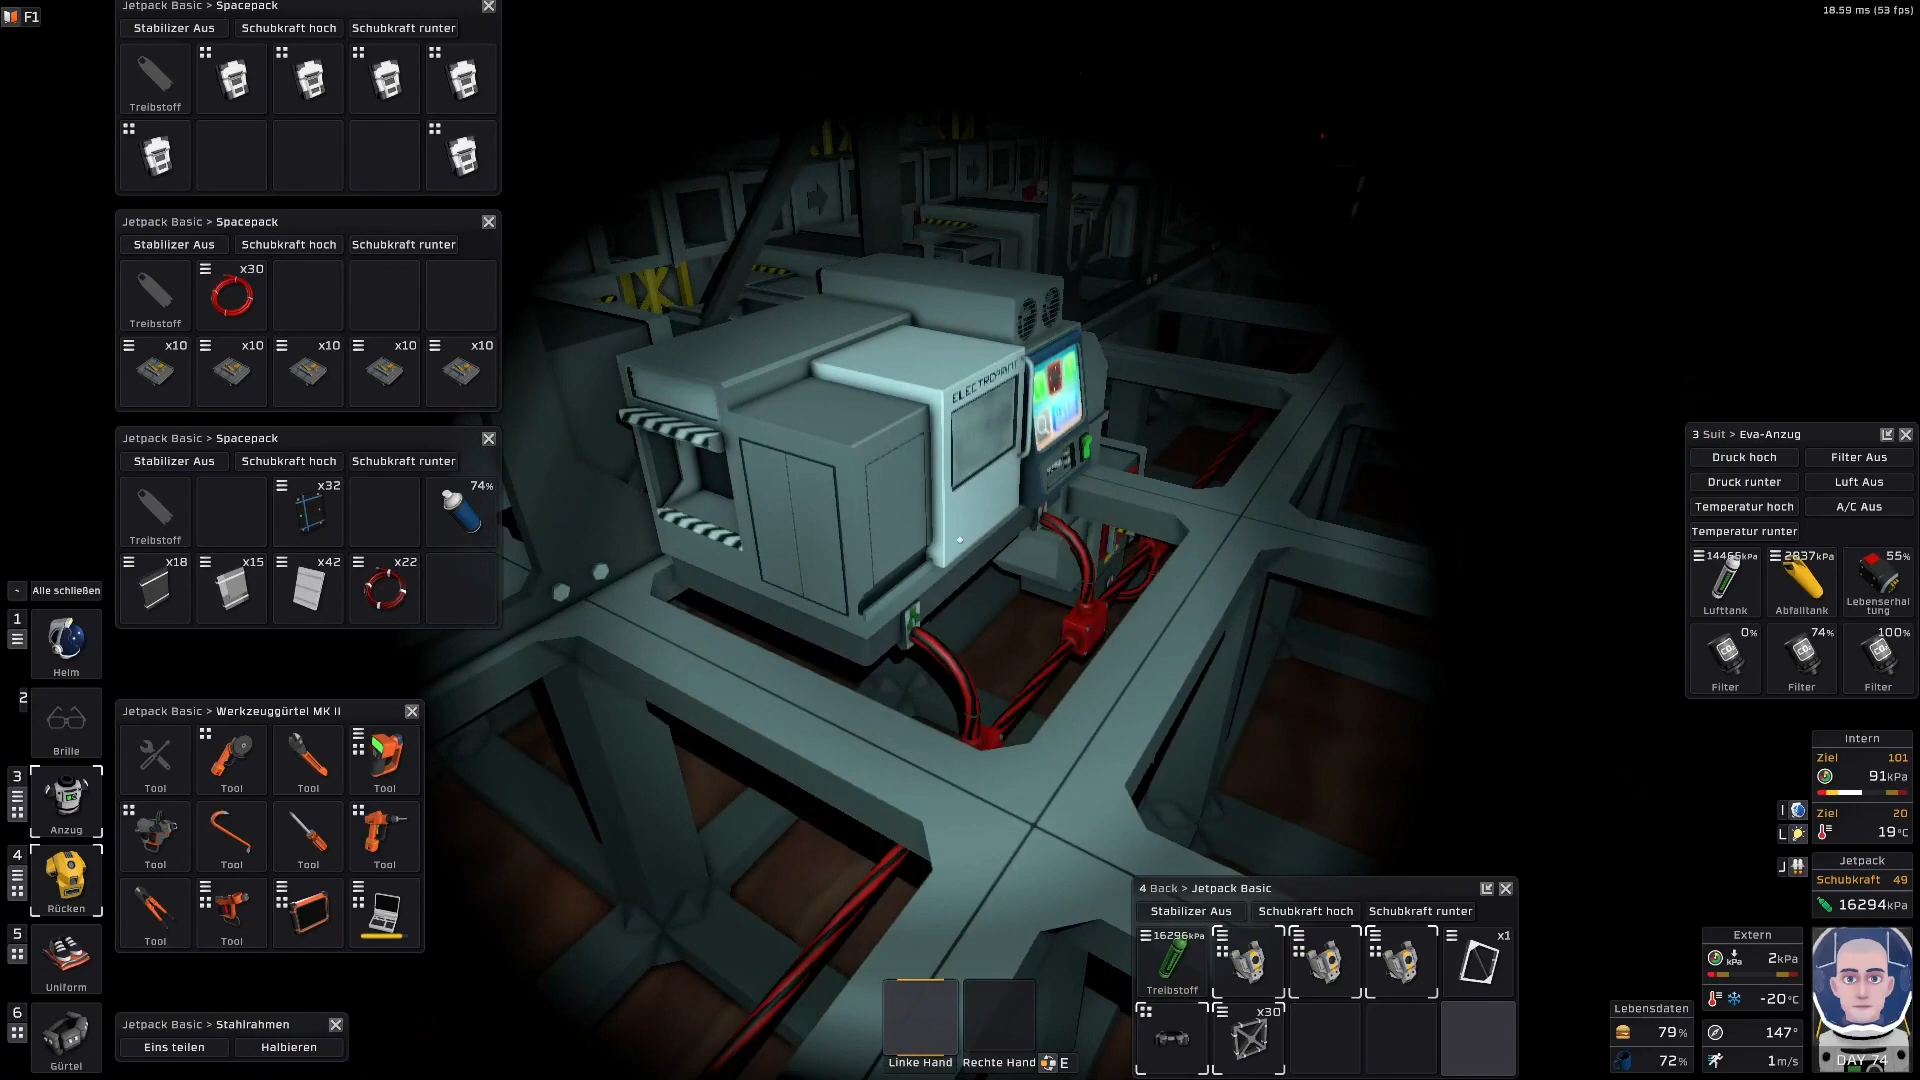 F1
18.59 ms (53 fps)
Jetpack Basic > Spacepack
Stabilizer Aus
Schubkraft hoch
Schubkraft runter
Treibstoff
Jetpack Basic > Spacepack
Stabilizer Aus
Schubkraft hoch
Schubkraft runter
x30
Treibstoff
x10
x10
x10
x10
x10
Jetpack Basic > Spacepack
Stabilizer Aus
Schubkraft hoch
Schubkraft runter
x32
74%
Treibstoff
x18
x15
x42
x22
~ Alle schließen
1
Helm
2
Brille
3
Anzug
4
Rücken
5
Uniform
6
Gürtel
Jetpack Basic > Werkzeuggürtel MK II
Tool
Tool
Tool
Tool
Tool
Tool
Tool
Tool
Tool
Tool
Tool
Jetpack Basic > Stahlrahmen
Eins teilen
Halbieren
Linke Hand
Rechte Hand
E
4 Back > Jetpack Basic
Stabilizer Aus
Schubkraft hoch
Schubkraft runter
16296kPa
x1
Treibstoff
x30
3 Suit > Eva-Anzug
Druck hoch
Filter Aus
Druck runter
Luft Aus
Temperatur hoch
A/C Aus
Temperatur runter
14466kPa
2837kPa
55%
Lufttank
Abfalltank
Lebenserhal
tung
0%
74%
100%
Filter
Filter
Filter
Intern
Ziel 101
91kPa
Ziel 20
19°C
I
L
J
Jetpack
Schubkraft 49
16294kPa
Extern
kPa
2kPa
-20°C
147°
1m/s
Lebensdaten
79%
72%
DAY 74